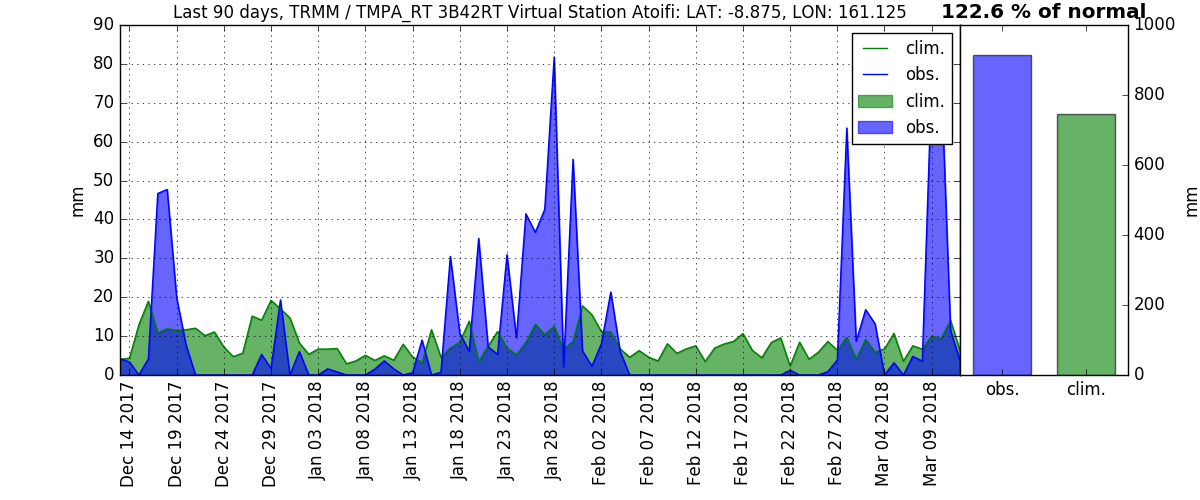 Last 90 days, TRMM / TMPA_RT 3B42RT Virtual Station Atoifi: LAT: -8.875, LON: 161.125
122.6 % of normal
90
80
70
60
50
40
30
20
10
0
mm
clim.
obs.
clim.
obs.
Dec 14 2017
Dec 19 2017
Dec 24 2017
Dec 29 2017
Jan 03 2018
Jan 08 2018
Jan 13 2018
Jan 18 2018
Jan 23 2018
Jan 28 2018
Feb 02 2018
Feb 07 2018
Feb 12 2018
Feb 17 2018
Feb 22 2018
Feb 27 2018
Mar 04 2018
Mar 09 2018
1000
800
600
400
200
0
mm
obs.
clim.